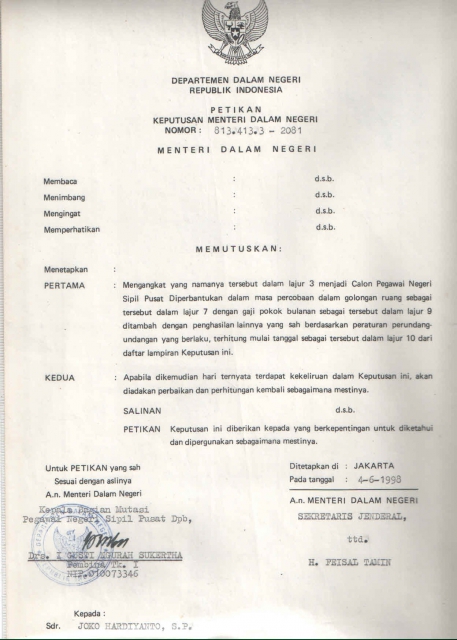 DEPARTEMEN DALAM NEGERI
REPUBLIK INDONESIA
PETIKAN
KEPUTUSAN MENTERI DALAM NEGERI
NOMOR : 813.413.3 - 2081
MENTERI DALAM NEGERI
Membaca : d.s.b.
Menimbang : d.s.b.
Mengingat : d.s.b.
Memperhatikan : d.s.b.
MEMUTUSKAN:
Menetapkan :
PERTAMA : Mengangkat yang namanya tersebut dalam lajur 3 menjadi Calon Pegawai Negeri
Sipil Pusat Diperbantukan dalam masa percobaan dalam golongan ruang sebagai
tersebut dalam lajur 7 dengan gaji pokok bulanan sebagai tersebut dalam lajur 9
ditambah dengan penghasilan lainnya yang sah berdasarkan peraturan perundang-
undangan yang berlaku, terhitung mulai tanggal sebagai tersebut dalam lajur 10 dari
daftar lampiran Keputusan ini.
KEDUA : Apabila dikemudian hari ternyata terdapat kekeliruan dalam Keputusan ini, akan
diadakan perbaikan dan perhitungan kembali sebagaimana mestinya.
SALINAN d.s.b.
PETIKAN Keputusan ini diberikan kepada yang berkepentingan untuk diketahui
dan dipergunakan sebagaimana mestinya.
Untuk PETIKAN yang sah
Sesuai dengan aslinya
A.n. Menteri Dalam Negeri
Kepala Bagian Mutasi
Pegawai Negeri Sipil Pusat Dpb,
Drs. I GUSTI NGURAH SUKERTHA
Pembina/Tk. I
NIP.010073346
Ditetapkan di : JAKARTA
Pada tanggal : 4-6-1998
A.n. MENTERI DALAM NEGERI
SEKRETARIS JENDERAL,
ttd.
H. FEISAL TAMIN
Kepada :
Sdr. JOKO HARDIYANTO, S.P.